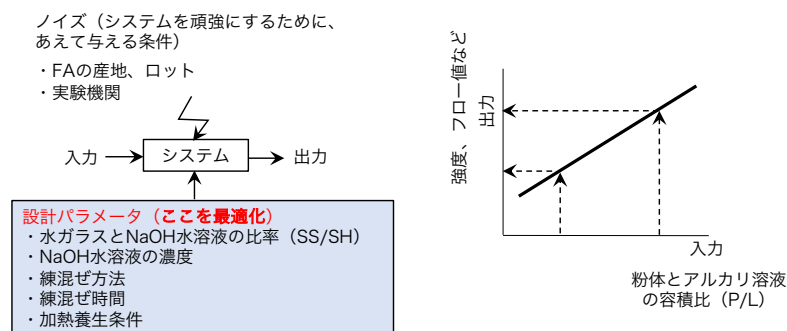 ノイズ（システムを頑強にするために、
あえて与える条件）
・FAの産地、ロット
・実験機関
入力
システム
出力
設計パラメータ（ここを最適化）
・水ガラスとNaOH水溶液の比率（SS/SH）
・NaOH水溶液の濃度
・練混ぜ方法
・練混ぜ時間
・加熱養生条件
強度、フロー値など
出力
入力
粉体とアルカリ溶液
の容積比（P/L）